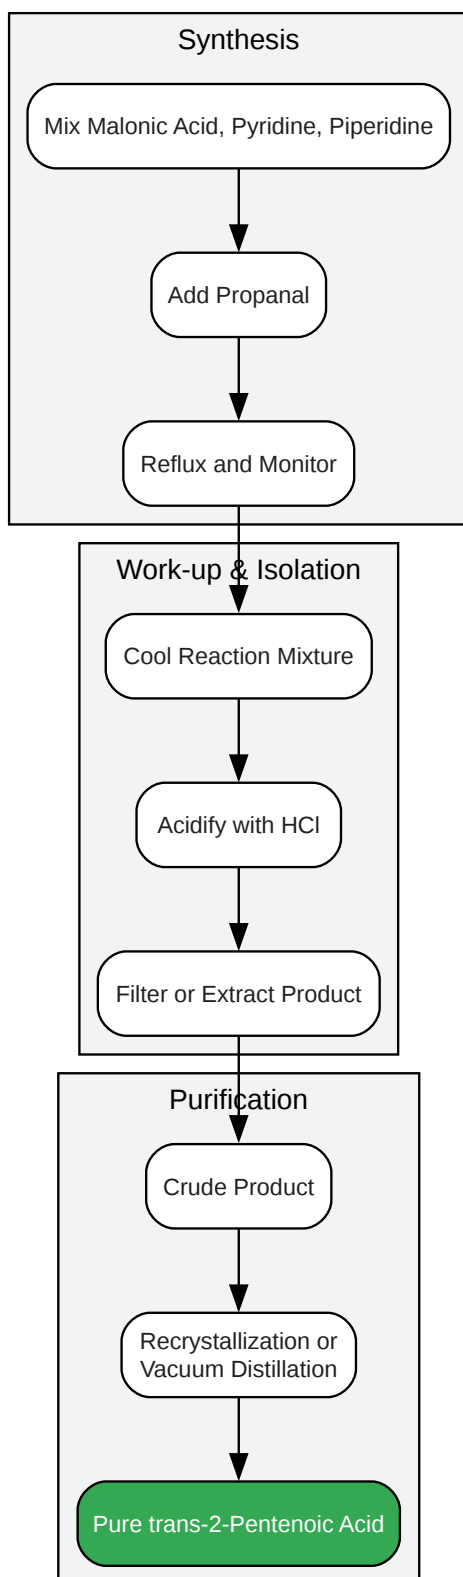 Synthesis
Mix Malonic Acid, Pyridine, Piperidine
Add Propanal
Reflux and Monitor
Work-up & Isolation
Cool Reaction Mixture
Acidify with HCl
Filter or Extract Product
Purification
Crude Product
Recrystallization or
Vacuum Distillation
Pure trans-2-Pentenoic Acid